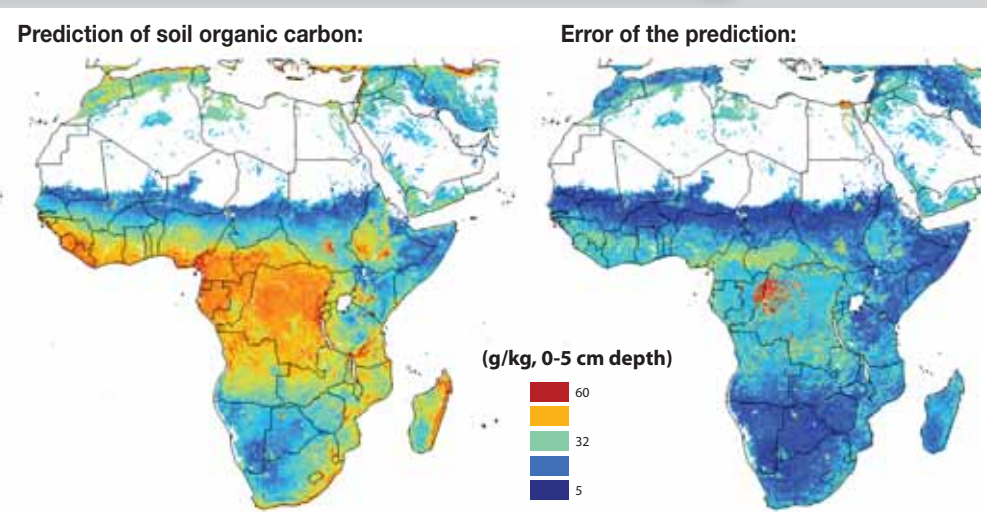 Prediction of soil organic carbon:
Error of the prediction:
(g/kg, 0-5 cm depth)
60
32
5